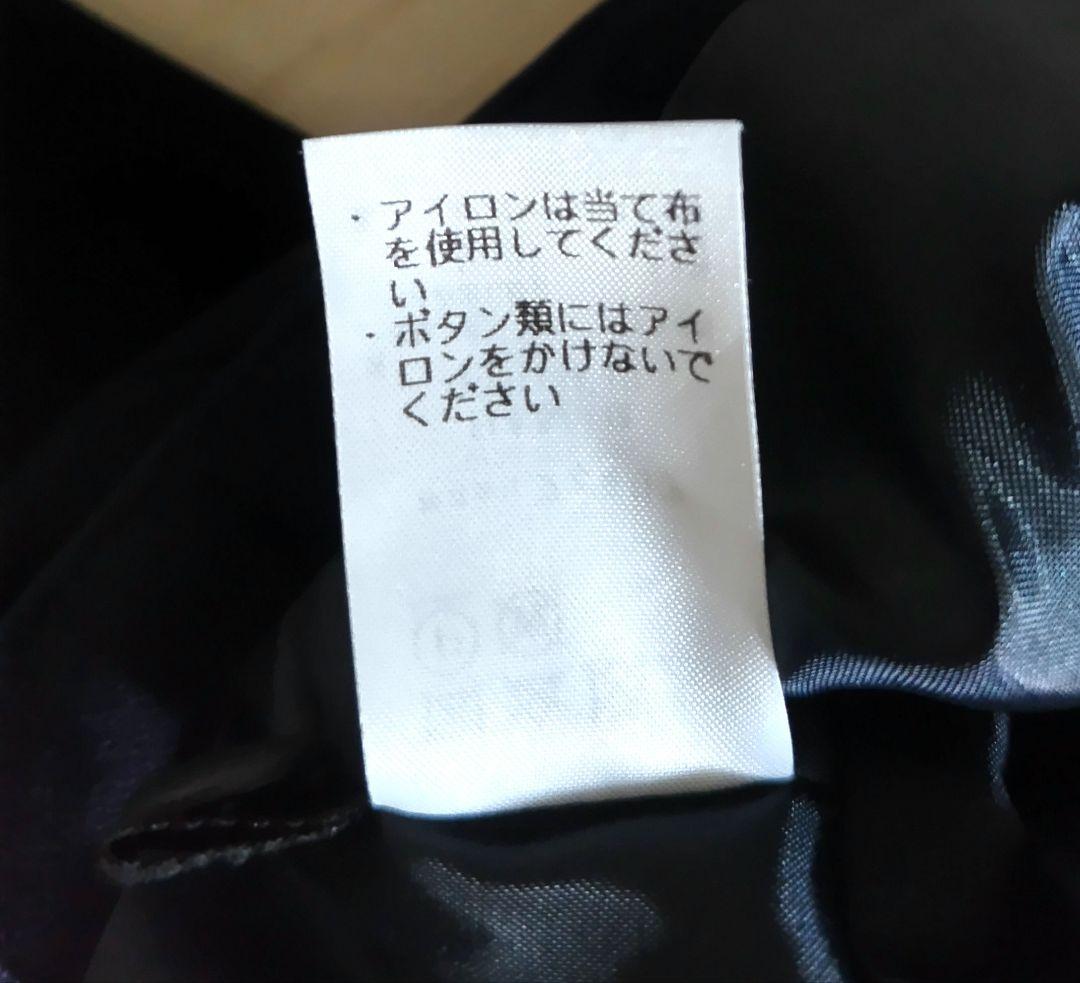 ・アイロンは当て布
を使用してくださ
い
・ボタン類にはアイ
ロンをかけないで
ください